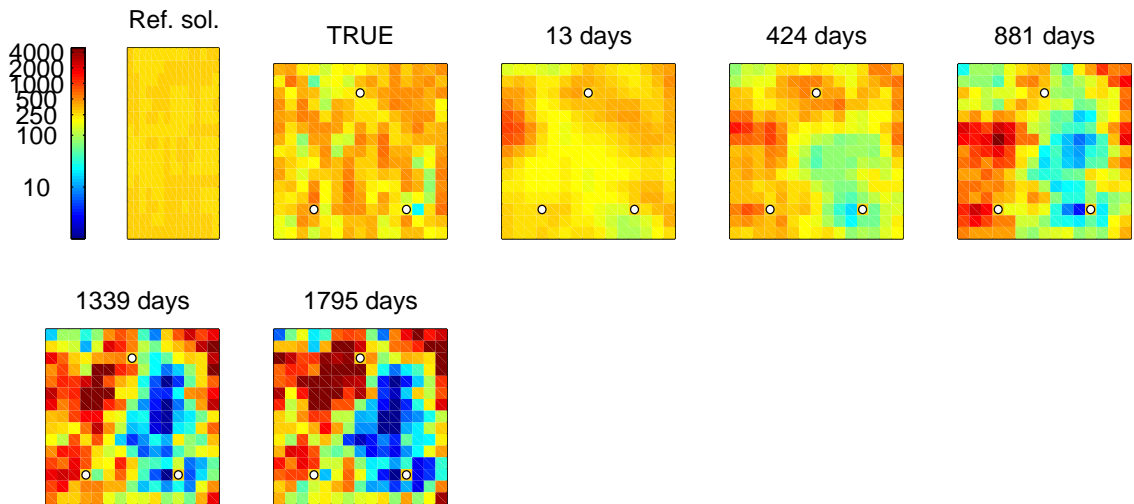 Ref. sol.
TRUE
13 days
424 days
881 days
4000
2000
1000
500
250
100
10
1339 days
1795 days